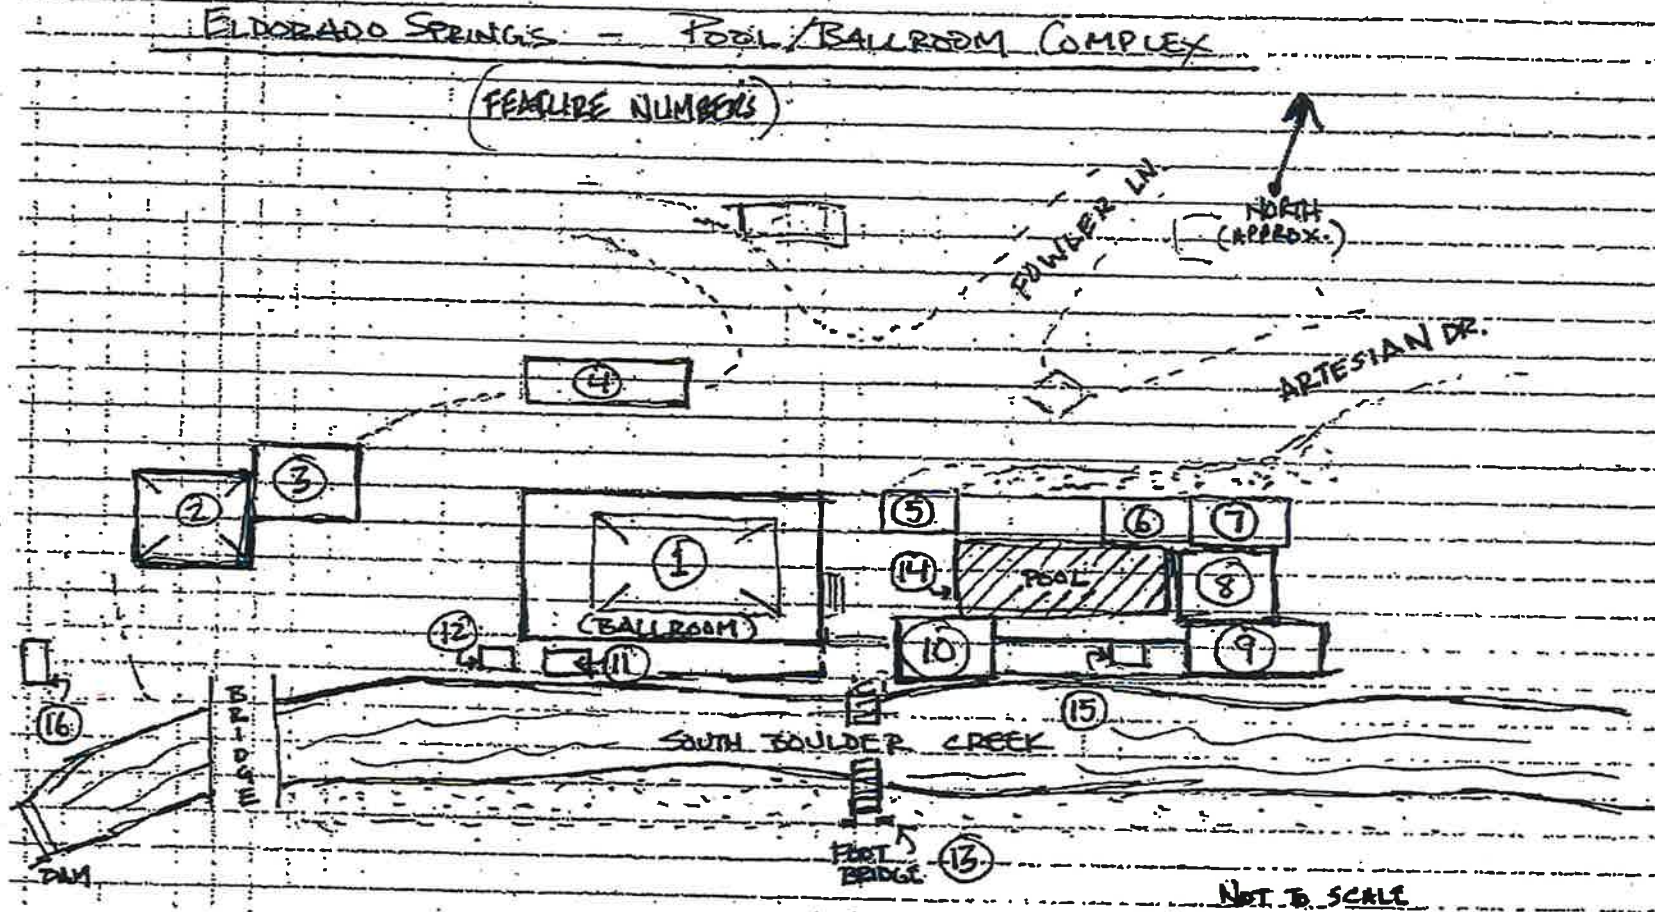 ELDORADO SPRINGS - POOL/BALLROOM COMPLEX
(FEATURE NUMBERS)
FOWLER LN.
NORTH
(APPROX.)
ARTESIAN DR.
4
3
2
1
(BALLROOM)
5
6
7
14
POOL
8
12
11
10
9
16
BRIDGE
15
SOUTH BOULDER CREEK
DAM
FOOT
BRIDGE
13
NOT TO SCALE